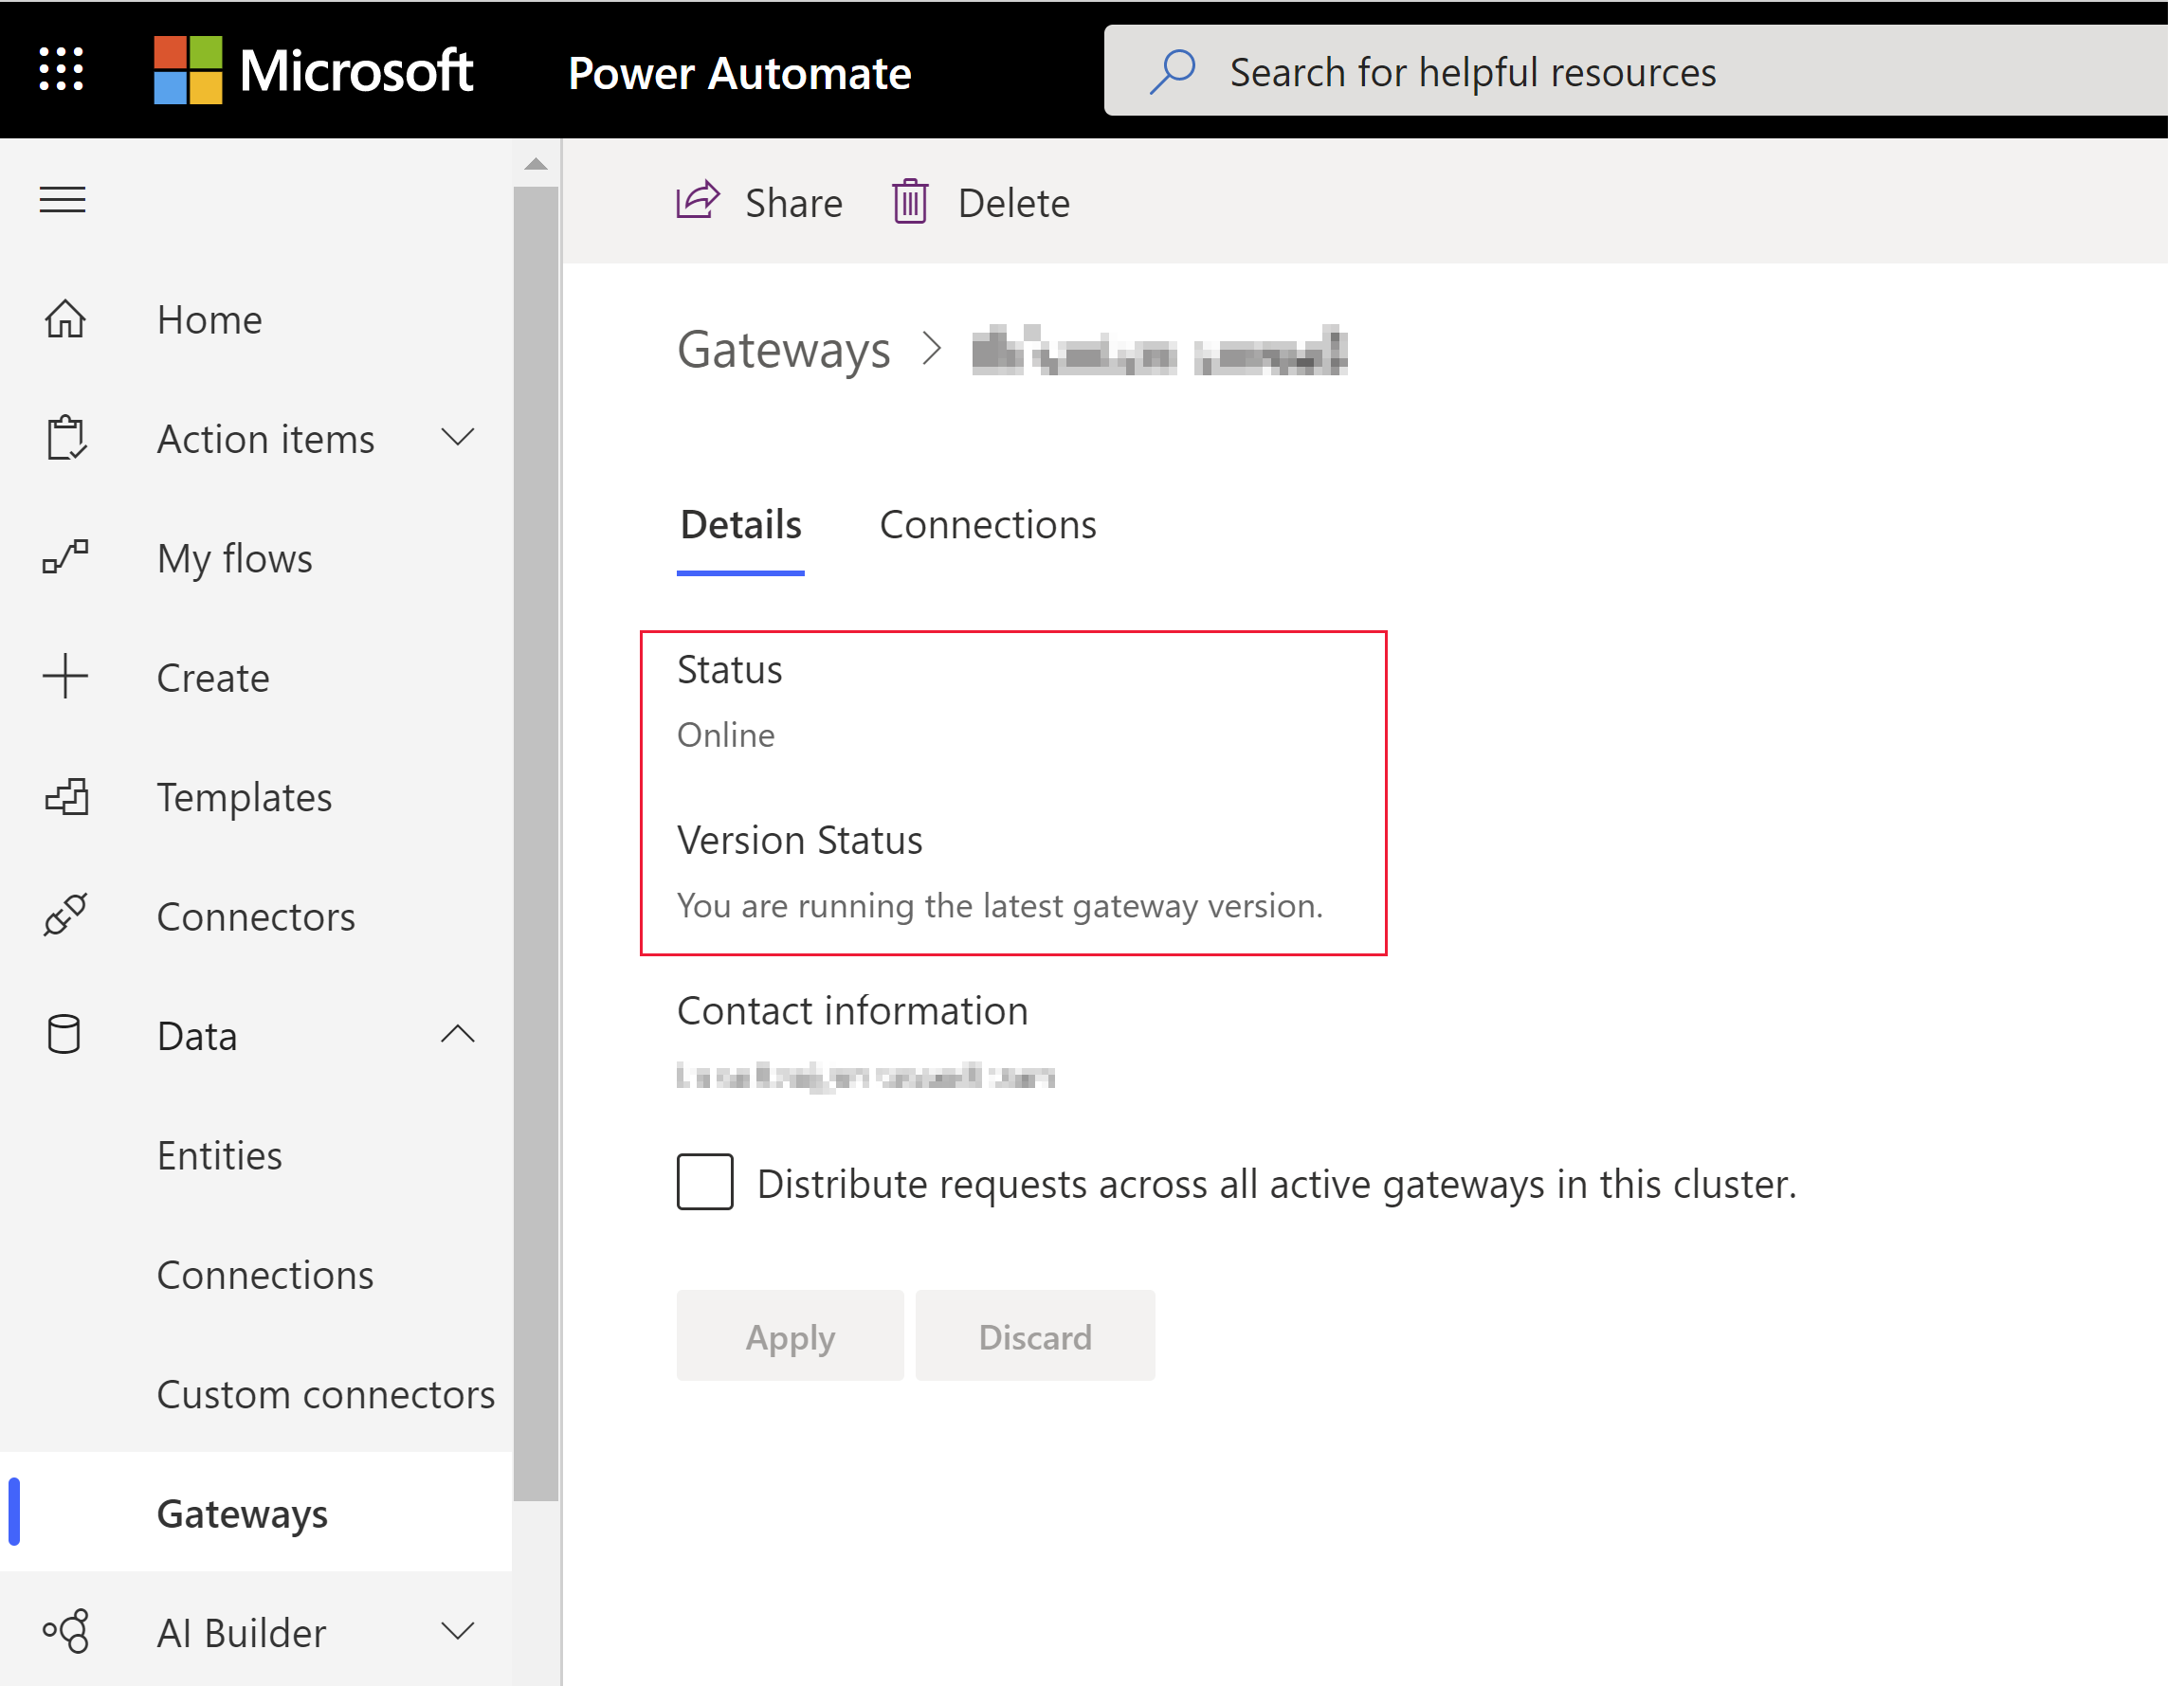 Microsoft
Power Automate
Search for helpful resources
Share
Delete
Home
Action items
My flows
Create
Templates
Connectors
Data
Entities
Connections
Custom connectors
Gateways
AI Builder
Gateways >
Details
Connections
Status
Online
Version Status
You are running the latest gateway version.
Contact information
Distribute requests across all active gateways in this cluster.
Apply
Discard